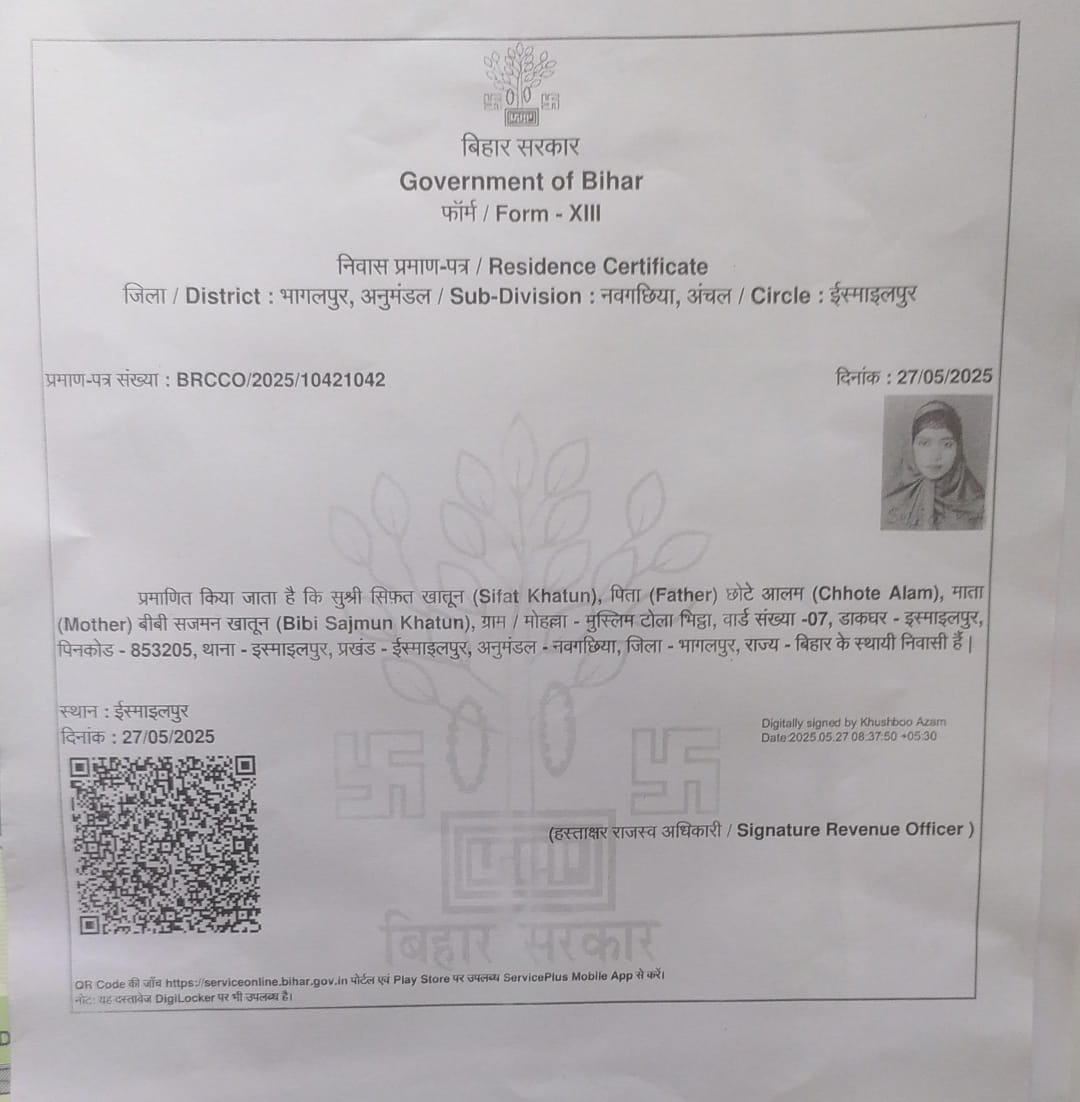 बिहार सरकार
Government of Bihar
फॉर्म / Form - XIII
निवास प्रमाण-पत्र / Residence Certificate
जिला / District : भागलपुर, अनुमंडल / Sub-Division : नवगछिया, अंचल / Circle : ईस्माइलपुर
प्रमाण-पत्र संख्या : BRCCO/2025/10421042
दिनांक : 27/05/2025
प्रमाणित किया जाता है कि सुश्री सिफ़त खातून (Sifat Khatun), पिता (Father) छोटे आलम (Chhote Alam), माता
(Mother) बीबी सजमन खातून (Bibi Sajmun Khatun), ग्राम / मोहल्ला - मुस्लिम टोला भिट्ठा, वार्ड संख्या -07, डाकघर - इस्माइलपुर,
पिनकोड - 853205, थाना - इस्माइलपुर, प्रखंड - ईस्माइलपुर, अनुमंडल - नवगछिया, जिला - भागलपुर, राज्य - बिहार के स्थायी निवासी हैं |
स्थान : ईस्माइलपुर
दिनांक : 27/05/2025
Digitally signed by Khushboo Azam
Date:2025.05.27 08:37:50 +05:30
(हस्ताक्षर राजस्व अधिकारी / Signature Revenue Officer )
बिहार सरकार
QR Code की जाँच https://serviceonline.bihar.gov.in पोर्टल एवं Play Store पर उपलब्ध ServicePlus Mobile App से करें।
नोट: यह दस्तावेज DigiLocker पर भी उपलब्ध है।